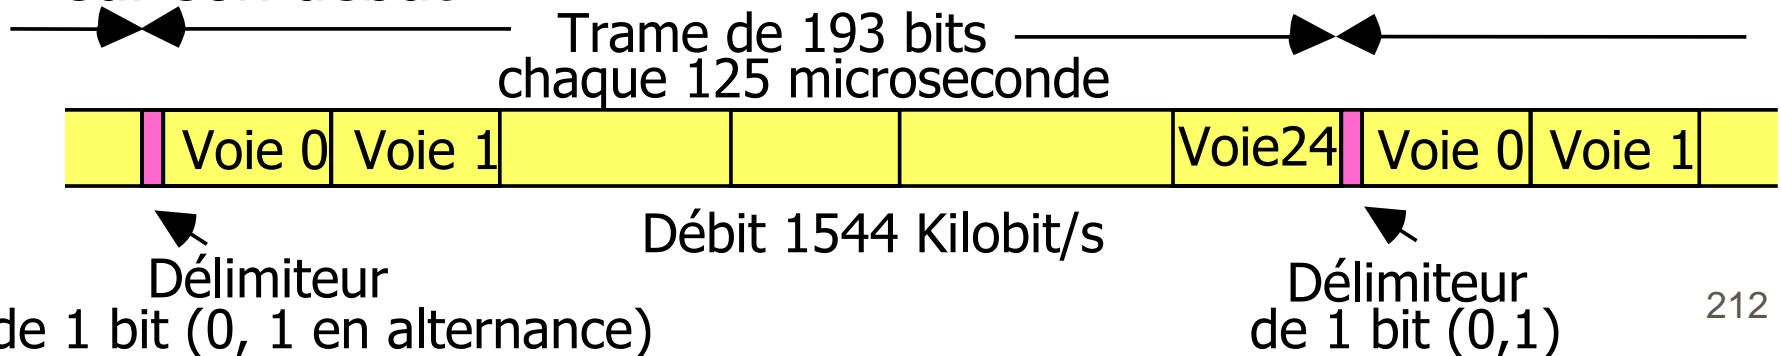 Trame de 193 bits
chaque 125 microseconde
Voie 0 Voie 1 Voie24 Voie 0 Voie 1
Débit 1544 Kilobit/s
Délimiteur
de 1 bit (0, 1 en alternance)
Délimiteur
de 1 bit (0,1)
212